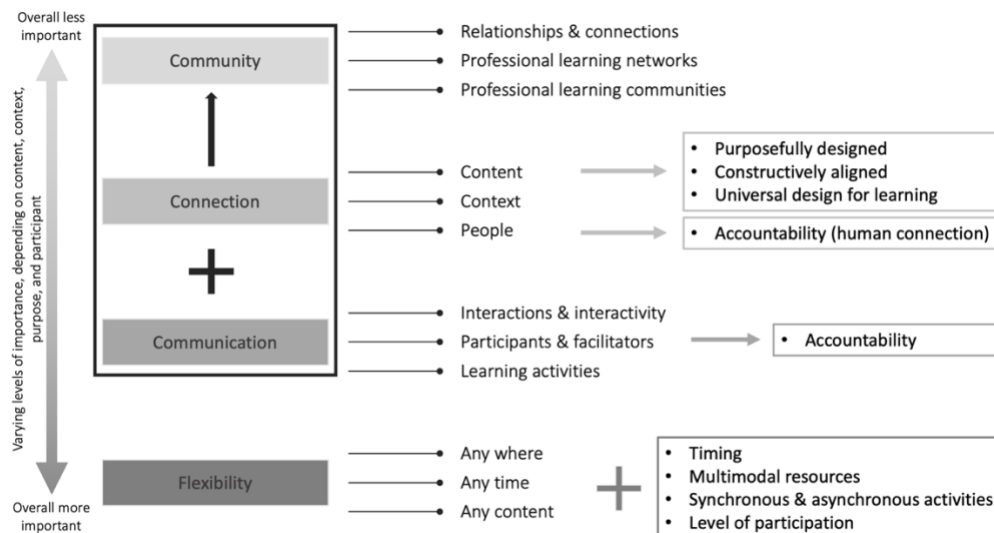 Overall less
important
Varying levels of importance, depending on content, context,
purpose, and participant
Overall more
important
Community
Relationships & connections
Professional learning networks
Professional learning communities
Connection
Content
Context
People
• Purposefully designed
• Constructively aligned
• Universal design for learning
• Accountability (human connection)
Communication
Interactions & interactivity
Participants & facilitators
Learning activities
• Accountability
Flexibility
Any where
Any time
Any content
• Timing
• Multimodal resources
• Synchronous & asynchronous activities
• Level of participation